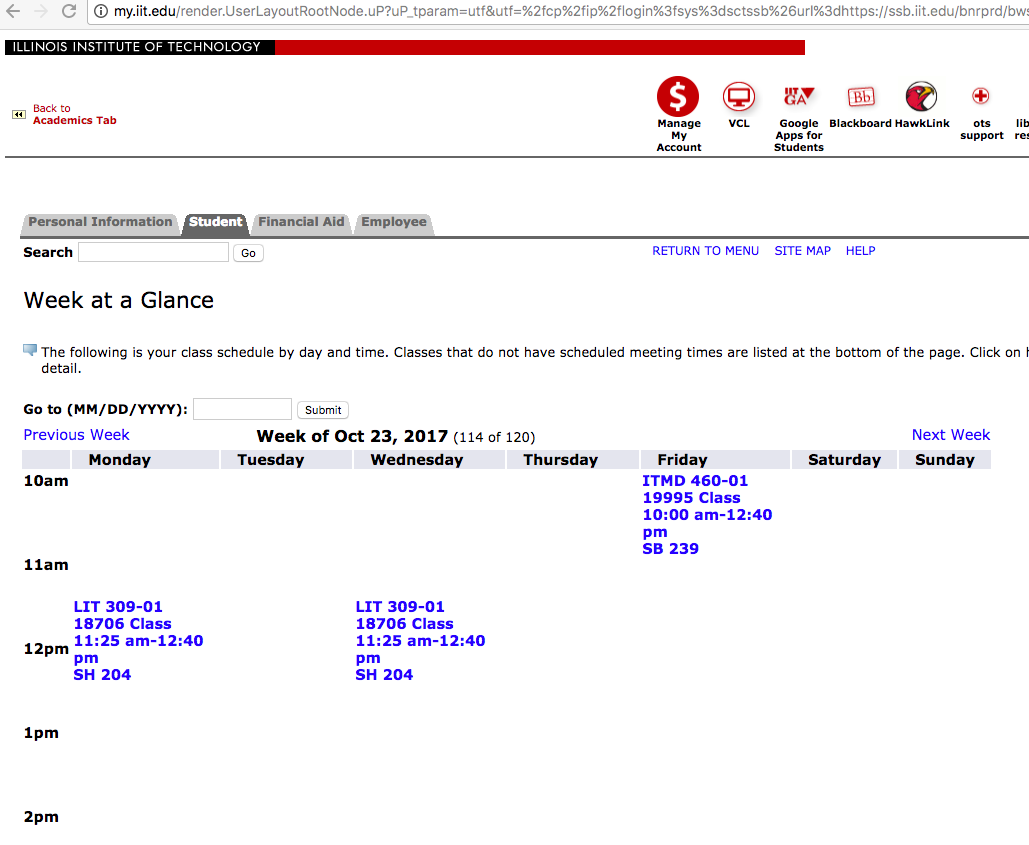 my.iit.edu/render.UserLayoutRootNode.uP?uP_tparam=utf&utf=%2fcp%2fip%2flogin%3fsys%3dsctssb%26url%3dhttps://ssb.iit.edu/bnrprd/bws
ILLINOIS INSTITUTE OF TECHNOLOGY
Back to
Academics Tab
Manage
My
Account
VCL
IIT
GA
Google
Apps for
Students
Bb
Blackboard
HawkLink
ots
support
lib
res
Personal Information Student Financial Aid Employee
Search Go
RETURN TO MENU SITE MAP HELP
Week at a Glance
The following is your class schedule by day and time. Classes that do not have scheduled meeting times are listed at the bottom of the page. Click on h
detail.
Go to (MM/DD/YYYY): Submit
Previous Week Week of Oct 23, 2017 (114 of 120) Next Week
Monday Tuesday Wednesday Thursday Friday Saturday Sunday
10am
ITMD 460-01
19995 Class
10:00 am-12:40
pm
SB 239
11am
LIT 309-01
18706 Class
11:25 am-12:40
pm
SH 204
LIT 309-01
18706 Class
11:25 am-12:40
pm
SH 204
12pm
1pm
2pm